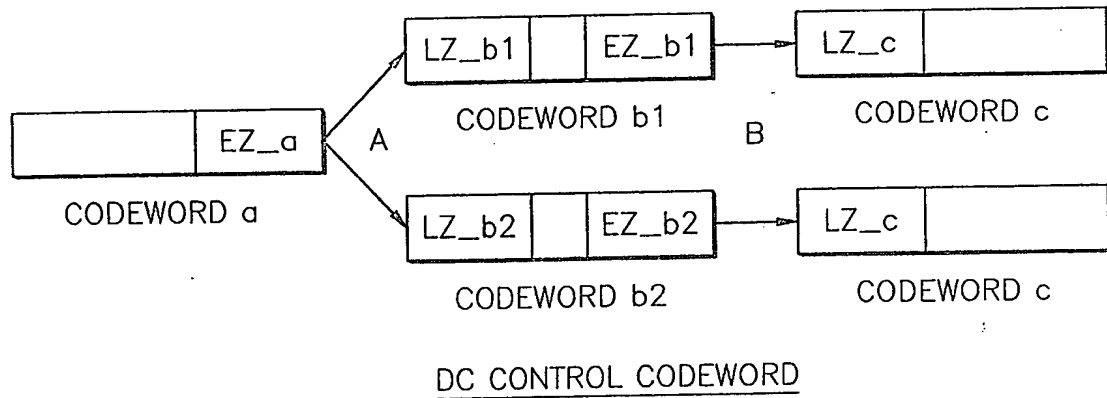 LZ_b1 EZ_b1 LZ_c
CODEWORD b1 CODEWORD c
EZ_a A B
CODEWORD a
LZ_b2 EZ_b2 LZ_c
CODEWORD b2 CODEWORD c
DC CONTROL CODEWORD